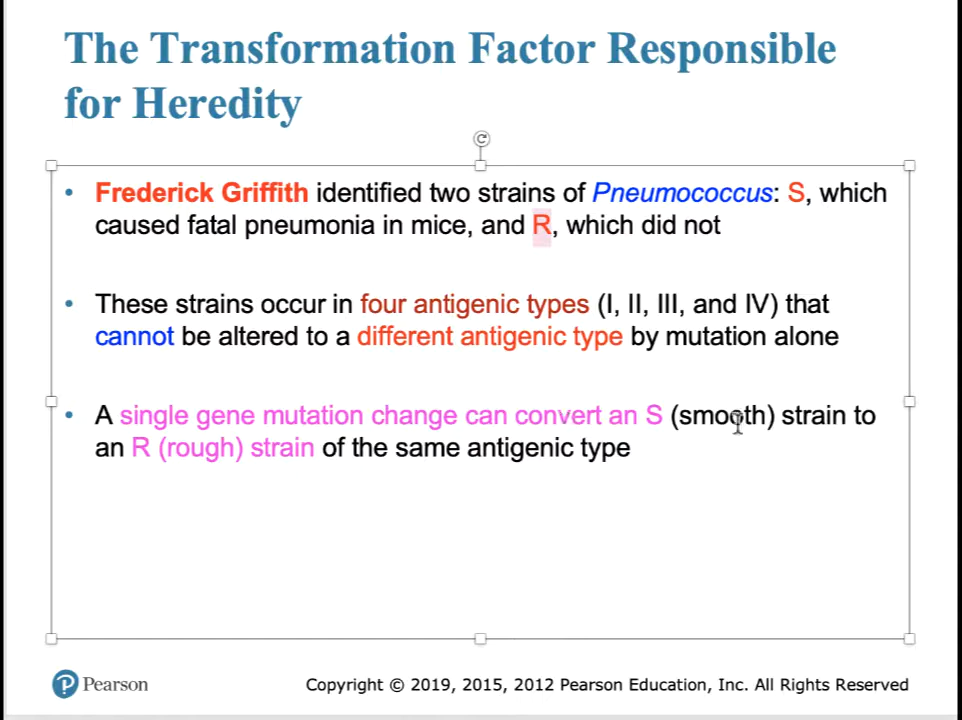 The Transformation Factor Responsible
for Heredity
• Frederick Griffith identified two strains of Pneumococcus: S, which
caused fatal pneumonia in mice, and R, which did not
• These strains occur in four antigenic types (I, II, III, and IV) that
cannot be altered to a different antigenic type by mutation alone
• A single gene mutation change can convert an S (smooth) strain to
an R (rough) strain of the same antigenic type
Pearson
Copyright © 2019, 2015, 2012 Pearson Education, Inc. All Rights Reserved